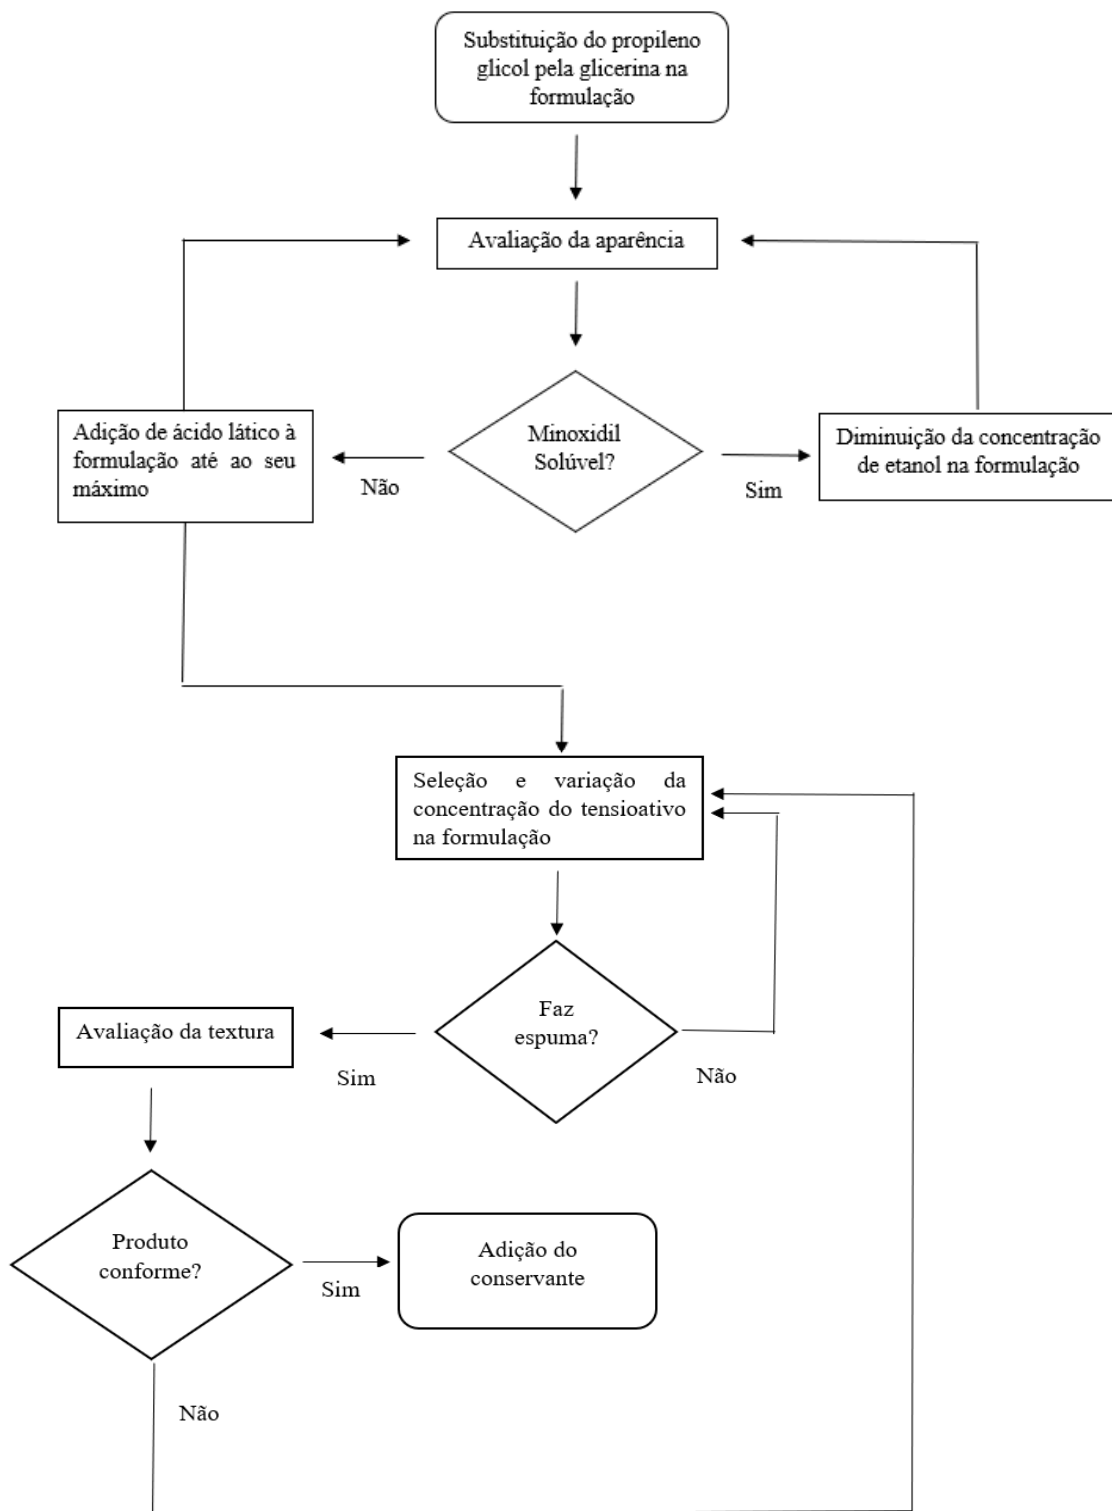 Substituição do propileno
glicol pela glicerina na
formulação
Avaliação da aparência
Adição de ácido lático à
formulação até ao seu
máximo
Não
Minoxidil
Solúvel?
Sim
Diminuição da concentração
de etanol na formulação
Seleção e variação da
concentração do tensioativo
na formulação
Faz
espuma?
Não
Sim
Avaliação da textura
Produto
conforme?
Sim
Adição do
conservante
Não